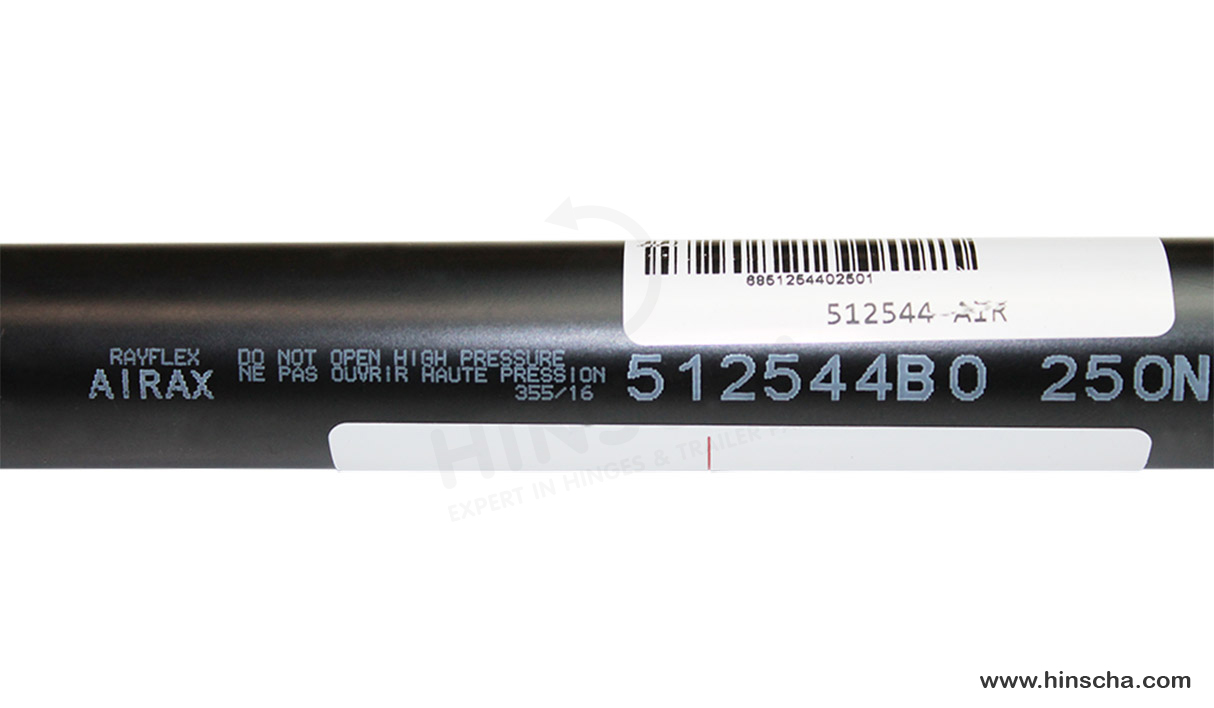 6851254402501
512544-AIR
RAYFLEX
AIRAX
DO NOT OPEN HIGH PRESSURE
NE PAS OUVRIR HAUTE PRESSION
355/16
512544B0 250N
HINSCHA
EXPERT IN HINGES & TRAILER
www.hinscha.com